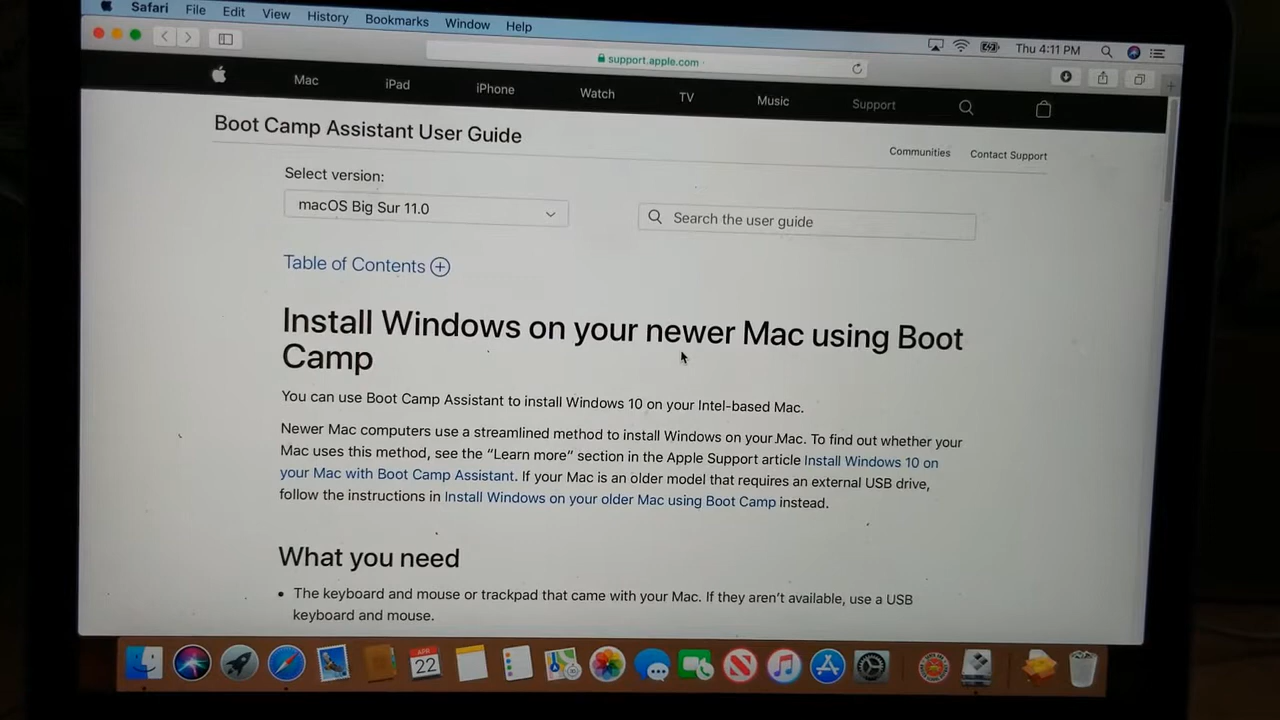 Safari File Edit View History Bookmarks Window Help
Thu 4:11 PM
support.apple.com
Mac iPad iPhone Watch TV Music Support
Boot Camp Assistant User Guide
Communities Contact Support
Select version:
macOS Big Sur 11.0
Search the user guide
Table of Contents
Install Windows on your newer Mac using Boot
Camp
You can use Boot Camp Assistant to install Windows 10 on your Intel-based Mac.
Newer Mac computers use a streamlined method to install Windows on your Mac. To find out whether your
Mac uses this method, see the “Learn more” section in the Apple Support article Install Windows 10 on
your Mac with Boot Camp Assistant. If your Mac is an older model that requires an external USB drive,
follow the instructions in Install Windows on your older Mac using Boot Camp instead.
What you need
• The keyboard and mouse or trackpad that came with your Mac. If they aren’t available, use a USB
keyboard and mouse.
APR
22